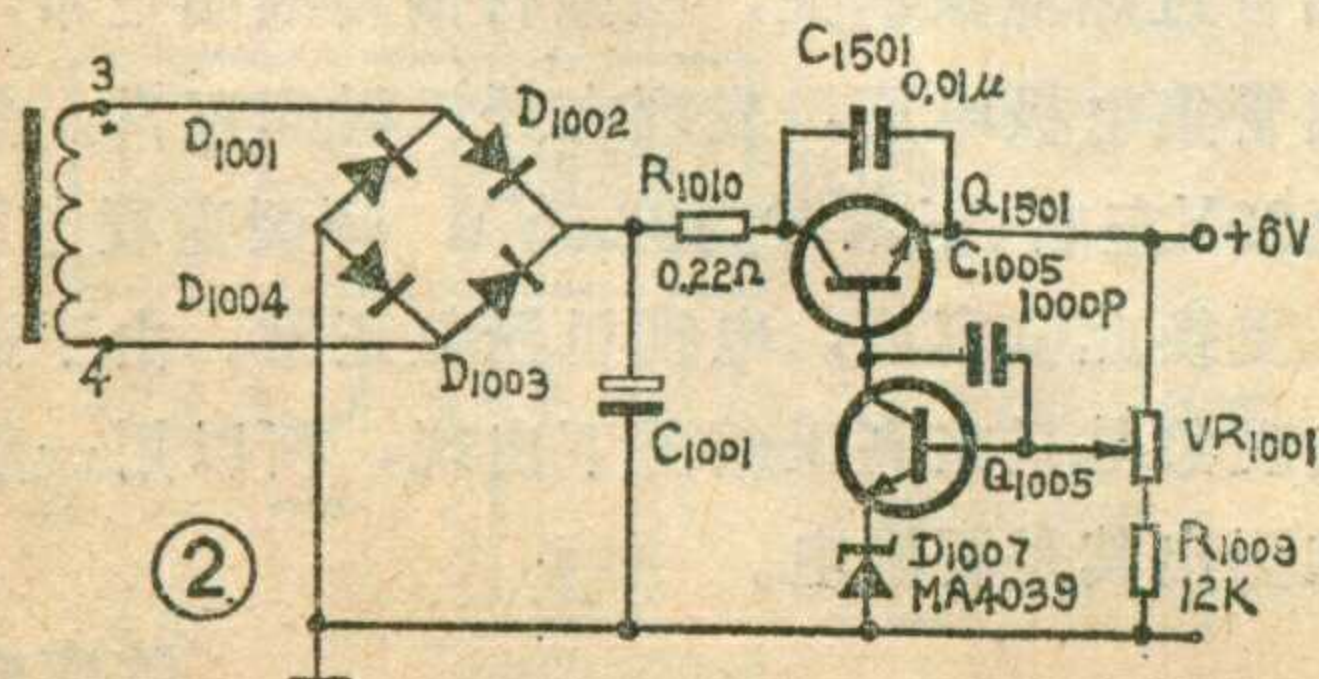 C1501
0.01µ
3
D1001
D1002
R1010
0.22Ω
Q1501
C1005
1000P
+6V
D1004
4
D1003
C1001
Q1005
VR1001
②
D1007
MA4039
R1003
12K